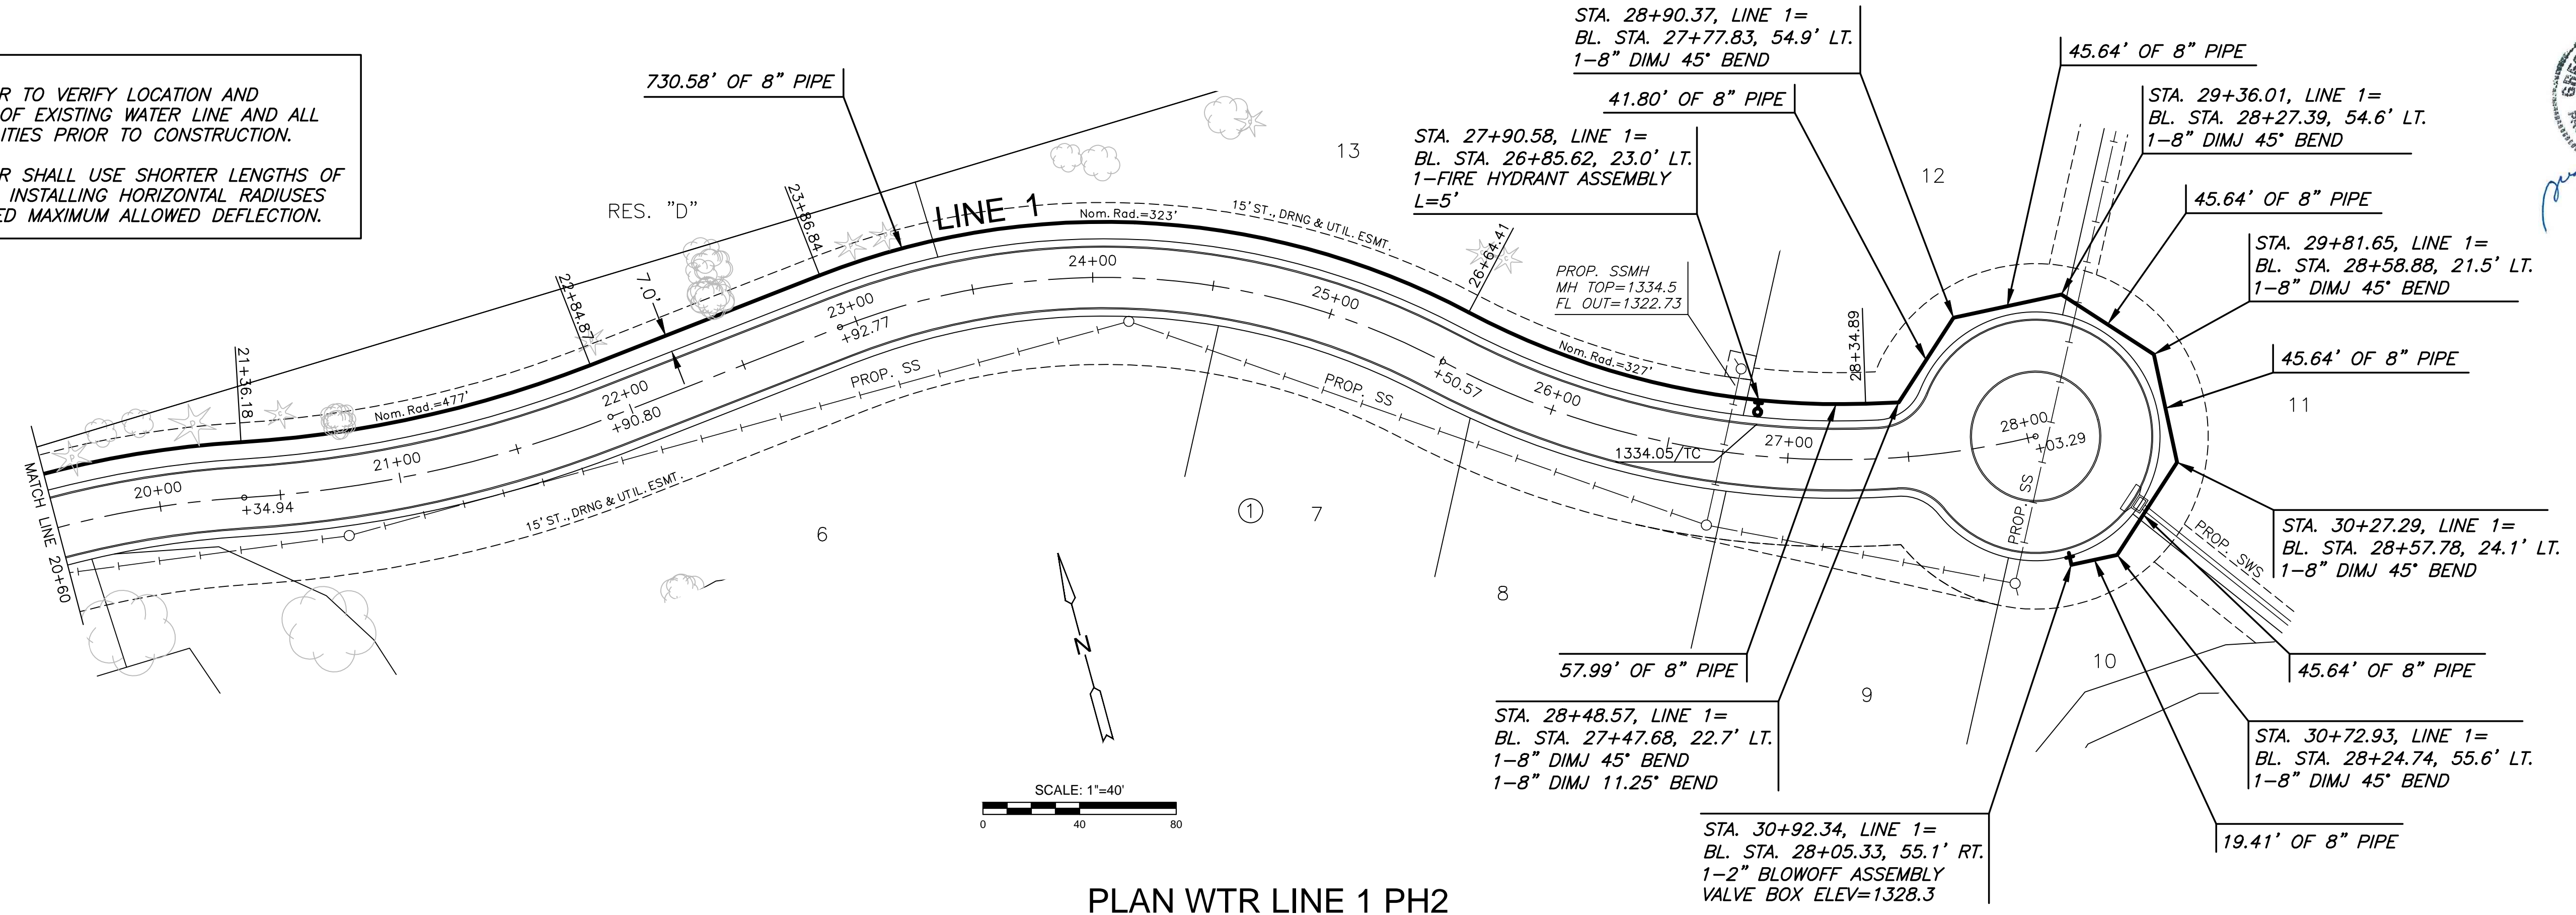 R TO VERIFY LOCATION AND
OF EXISTING WATER LINE AND ALL
ITIES PRIOR TO CONSTRUCTION.
R SHALL USE SHORTER LENGTHS OF
INSTALLING HORIZONTAL RADIUSES
ED MAXIMUM ALLOWED DEFLECTION.
730.58' OF 8" PIPE
STA. 28+90.37, LINE 1=
BL. STA. 27+77.83, 54.9' LT.
1-8" DIMJ 45° BEND
41.80' OF 8" PIPE
STA. 27+90.58, LINE 1=
BL. STA. 26+85.62, 23.0' LT.
1-FIRE HYDRANT ASSEMBLY
L=5'
45.64' OF 8" PIPE
STA. 29+36.01, LINE 1=
BL. STA. 28+27.39, 54.6' LT.
1-8" DIMJ 45° BEND
45.64' OF 8" PIPE
STA. 29+81.65, LINE 1=
BL. STA. 28+58.88, 21.5' LT.
1-8" DIMJ 45° BEND
45.64' OF 8" PIPE
13
12
11
RES. "D"
LINE 1
Nom. Rad.=323'
15' ST., DRNG & UTIL. ESMT.
PROP. SSMH
MH TOP=1334.5
FL OUT=1322.73
21+36.18
22+84.87
23+86.84
26+64.41
28+34.89
7.0'
Nom. Rad.=477'
Nom. Rad.=327'
MATCH LINE 20+60
20+00
+34.94
21+00
22+00
+90.80
23+00
+92.77
24+00
25+00
+50.57
26+00
27+00
28+00
+03.29
1334.05/TC
PROP. SS
PROP. SS
PROP. SS
PROP. SWS
15' ST., DRNG & UTIL. ESMT.
6
1
7
8
9
10
N
STA. 30+27.29, LINE 1=
BL. STA. 28+57.78, 24.1' LT.
1-8" DIMJ 45° BEND
57.99' OF 8" PIPE
45.64' OF 8" PIPE
STA. 28+48.57, LINE 1=
BL. STA. 27+47.68, 22.7' LT.
1-8" DIMJ 45° BEND
1-8" DIMJ 11.25° BEND
STA. 30+72.93, LINE 1=
BL. STA. 28+24.74, 55.6' LT.
1-8" DIMJ 45° BEND
STA. 30+92.34, LINE 1=
BL. STA. 28+05.33, 55.1' RT.
1-2" BLOWOFF ASSEMBLY
VALVE BOX ELEV=1328.3
19.41' OF 8" PIPE
SCALE: 1"=40'
0 40 80
PLAN WTR LINE 1 PH2